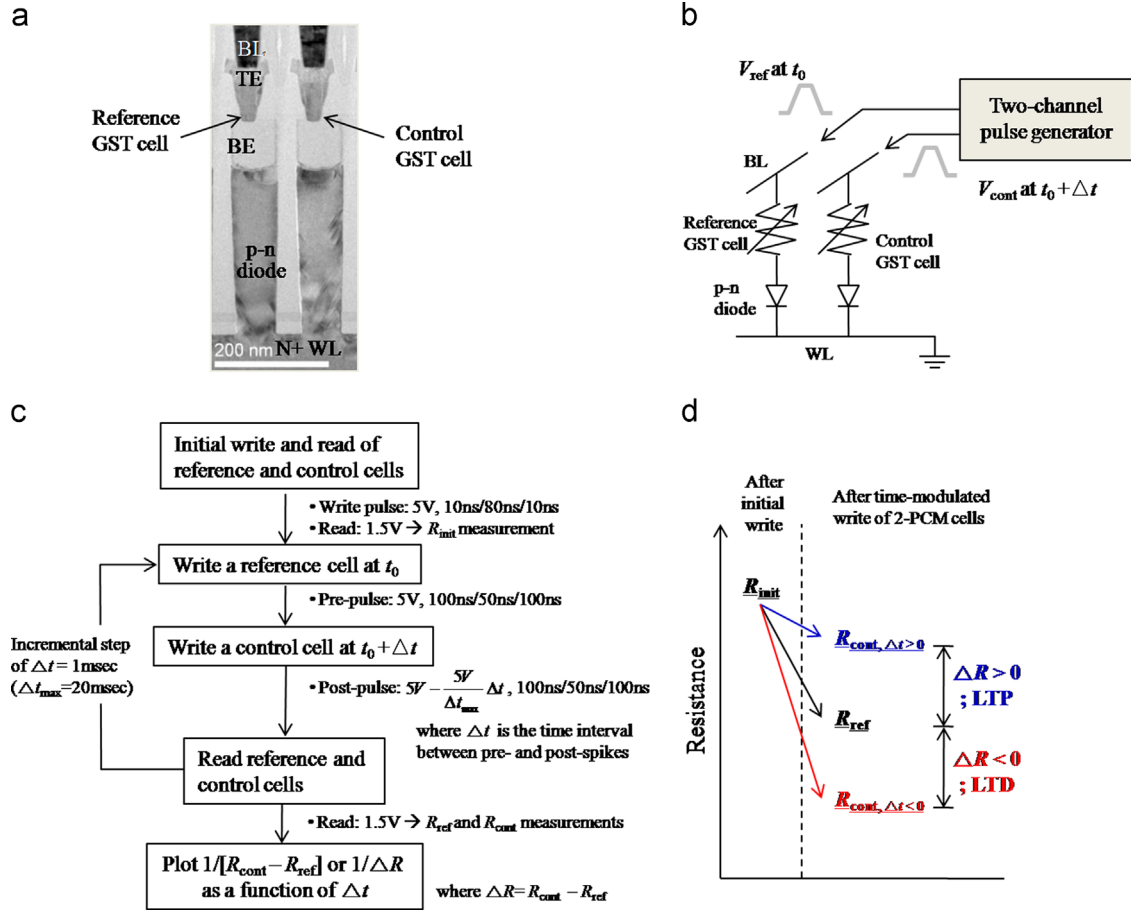 a
BL
TE
Reference
GST cell
BE
Control
GST cell
p-n
diode
200 nm
N+ WL
b
V_ref at t_0
Two-channel
pulse generator
BL
V_cont at t_0 + △t
Reference
GST cell
Control
GST cell
p-n
diode
WL
c
Initial write and read of
reference and control cells
• Write pulse: 5V, 10ns/80ns/10ns
• Read: 1.5V → R_init measurement
Write a reference cell at t_0
• Pre-pulse: 5V, 100ns/50ns/100ns
Write a control cell at t_0 + △t
Incremental step
of △t = 1msec
(△t_max=20msec)
• Post-pulse: 5V – 5V/Δt_max Δt , 100ns/50ns/100ns
where △t is the time interval
between pre- and post-spikes
Read reference and
control cells
• Read: 1.5V → R_ref and R_cont measurements
Plot 1/[R_cont – R_ref] or 1/△R
as a function of △t
where △R= R_cont – R_ref
d
After
initial
write
After time-modulated
write of 2-PCM cells
Resistance
R_init
R_cont, △t>0
△R > 0
; LTP
R_ref
△R < 0
; LTD
R_cont, △t<0